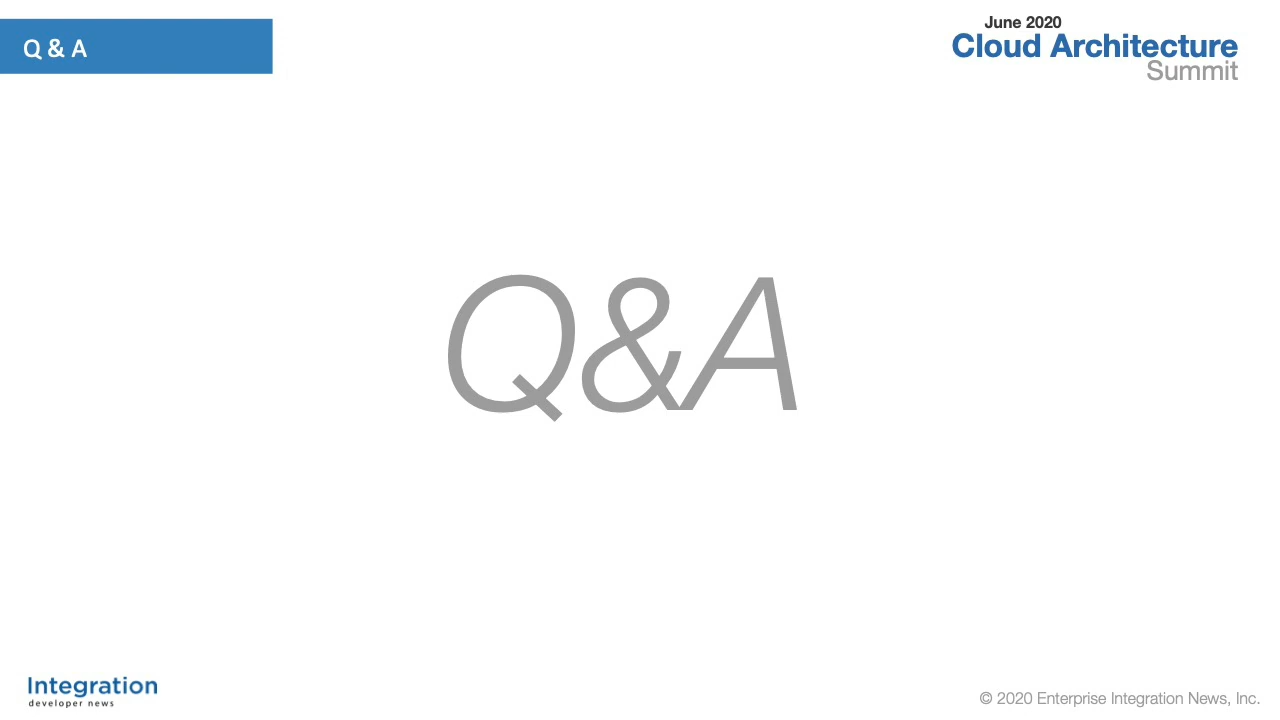 Q & A
June 2020
Cloud Architecture
Summit
Q&A
Integration
developer news
© 2020 Enterprise Integration News, Inc.